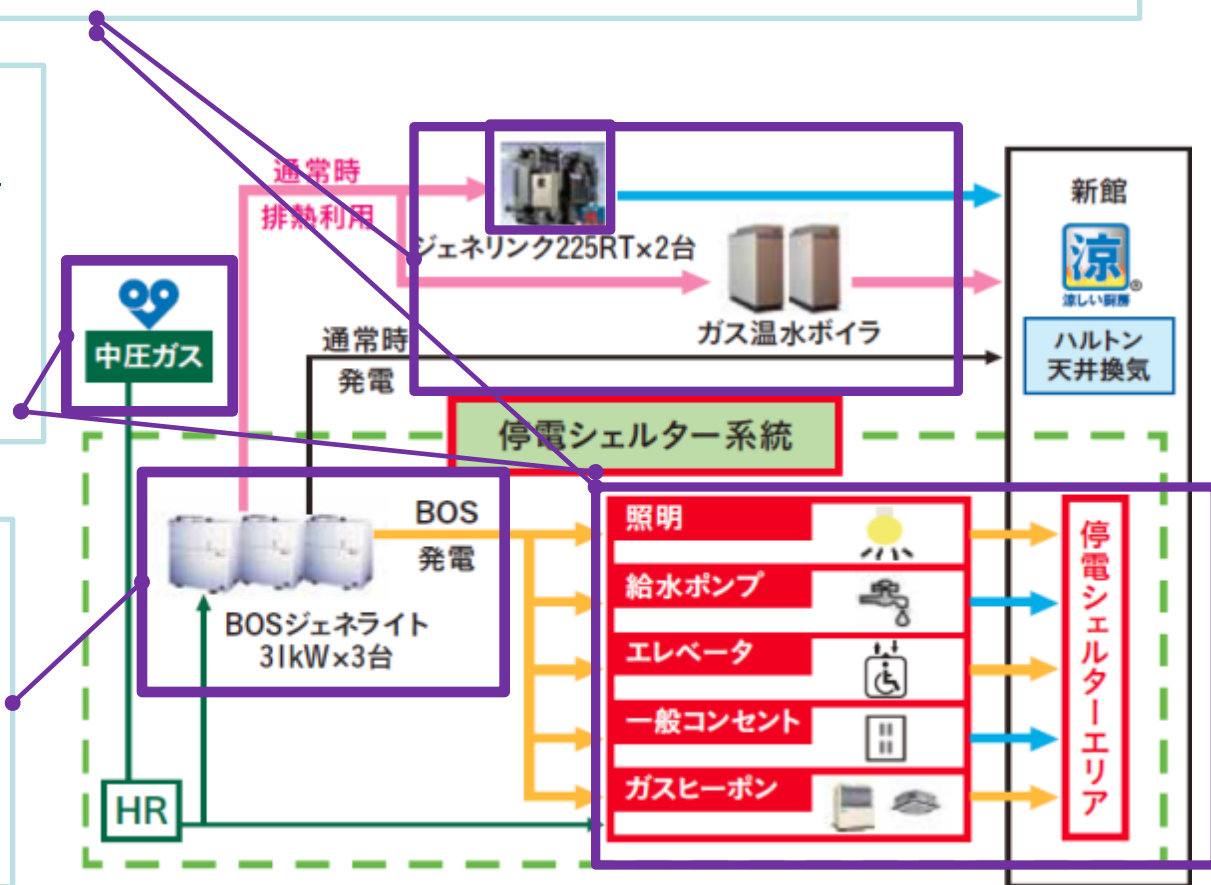 通常時
排熱利用
ジェネリンク225RT×2台
ガス温水ボイラ
新館
涼®
涼しい厨房
ハルトン
天井換気
中圧ガス
通常時
発電
停電シェルター系統
BOS
発電
BOSジェネライト
31kW×3台
照明
給水ポンプ
エレベータ
一般コンセント
ガスヒーポン
停電シェルターエリア
HR